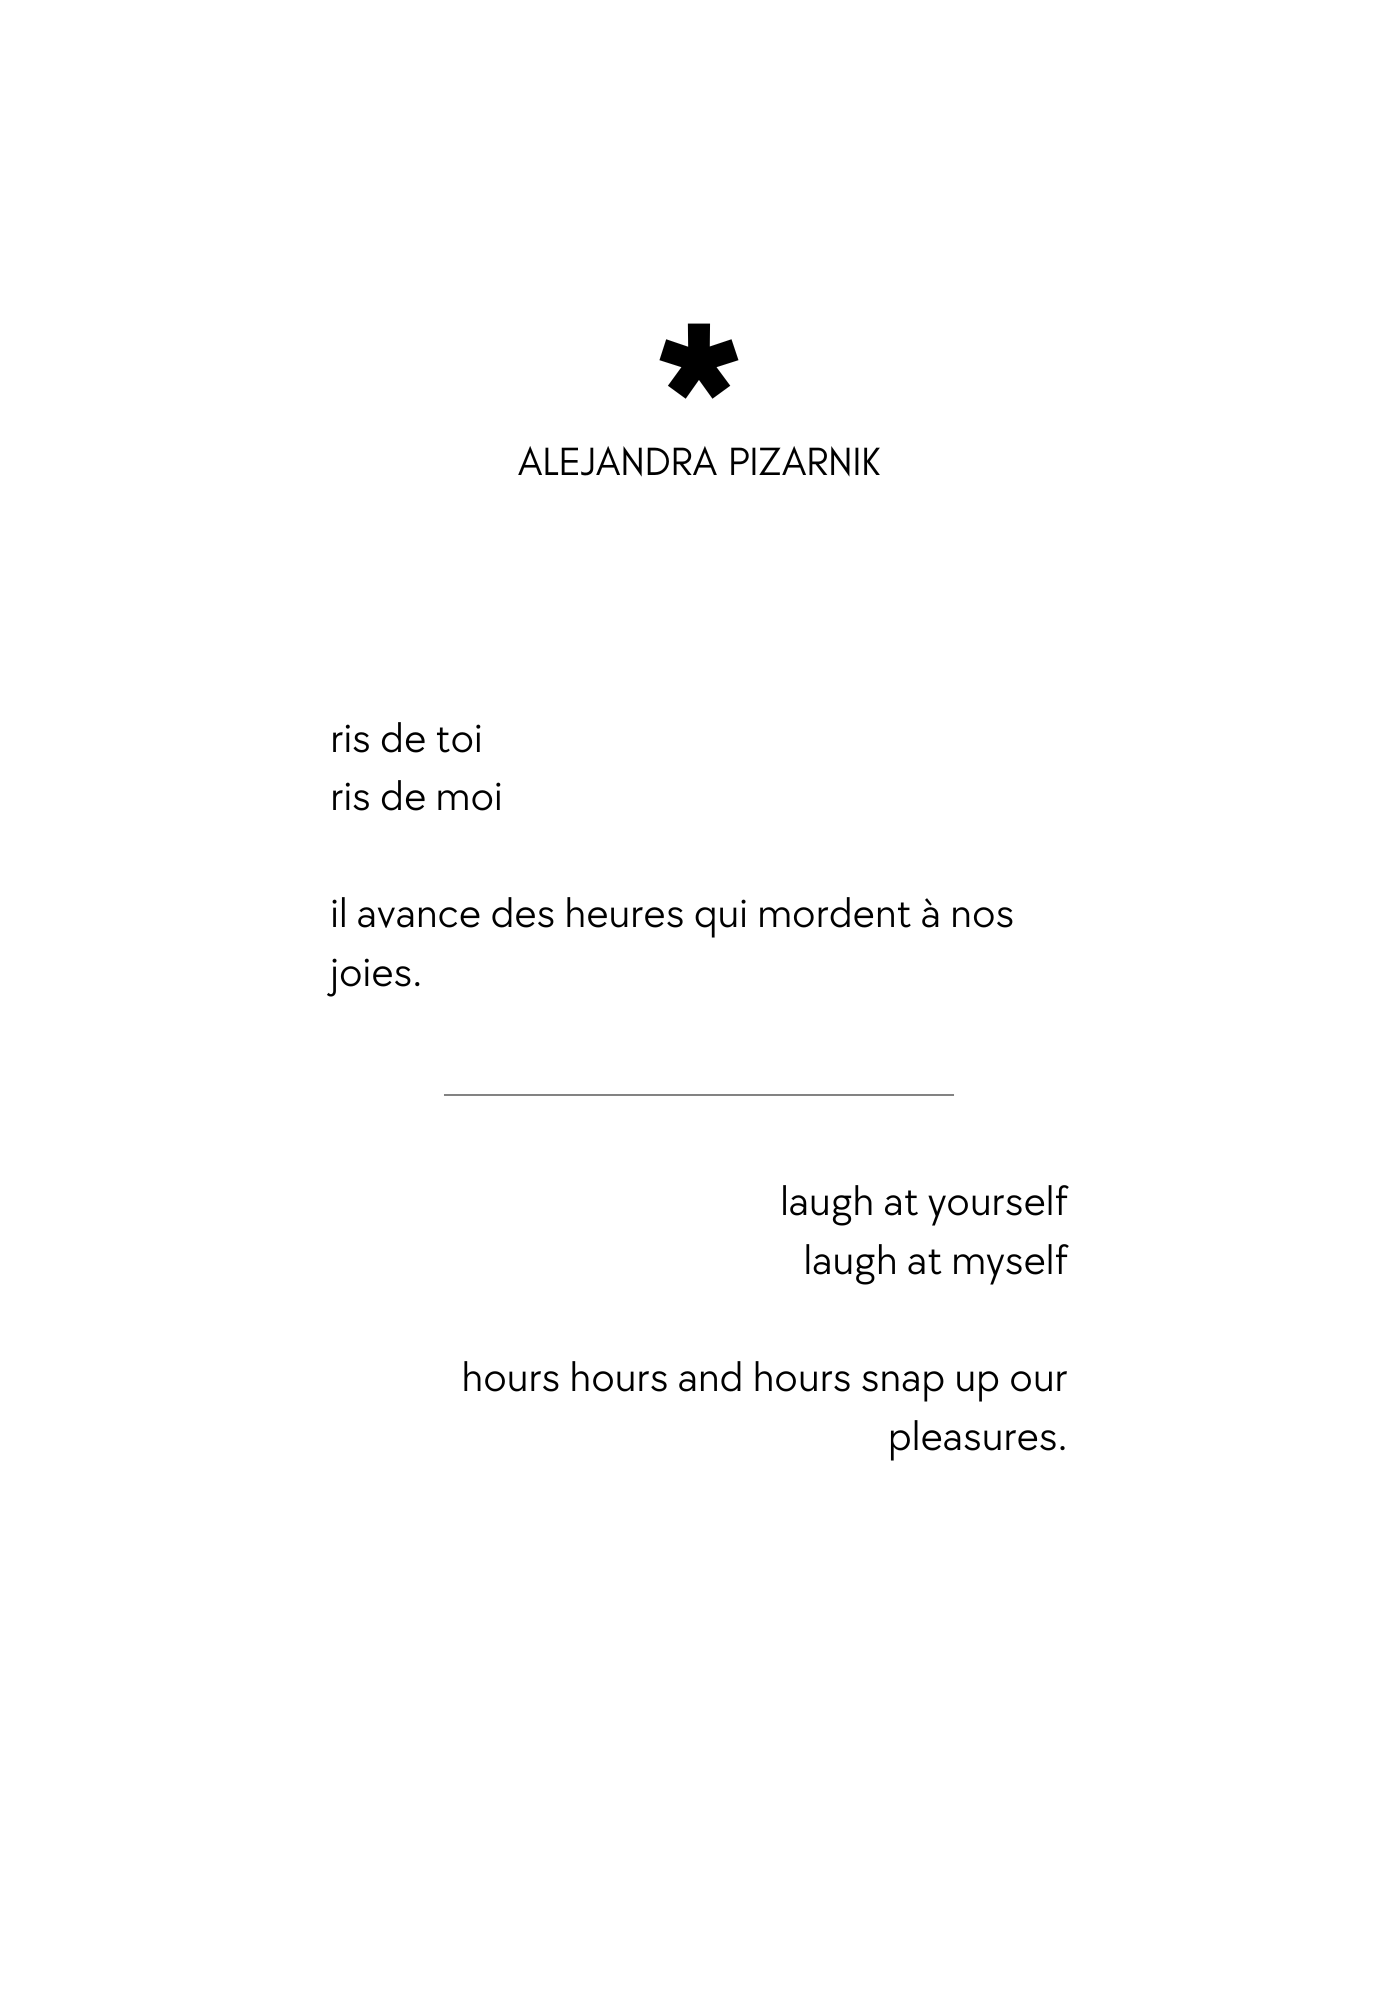 *
ALEJANDRA PIZARNIK
ris de toi
ris de moi
il avance des heures qui mordent à nos
joies.
laugh at yourself
laugh at myself
hours hours and hours snap up our
pleasures.